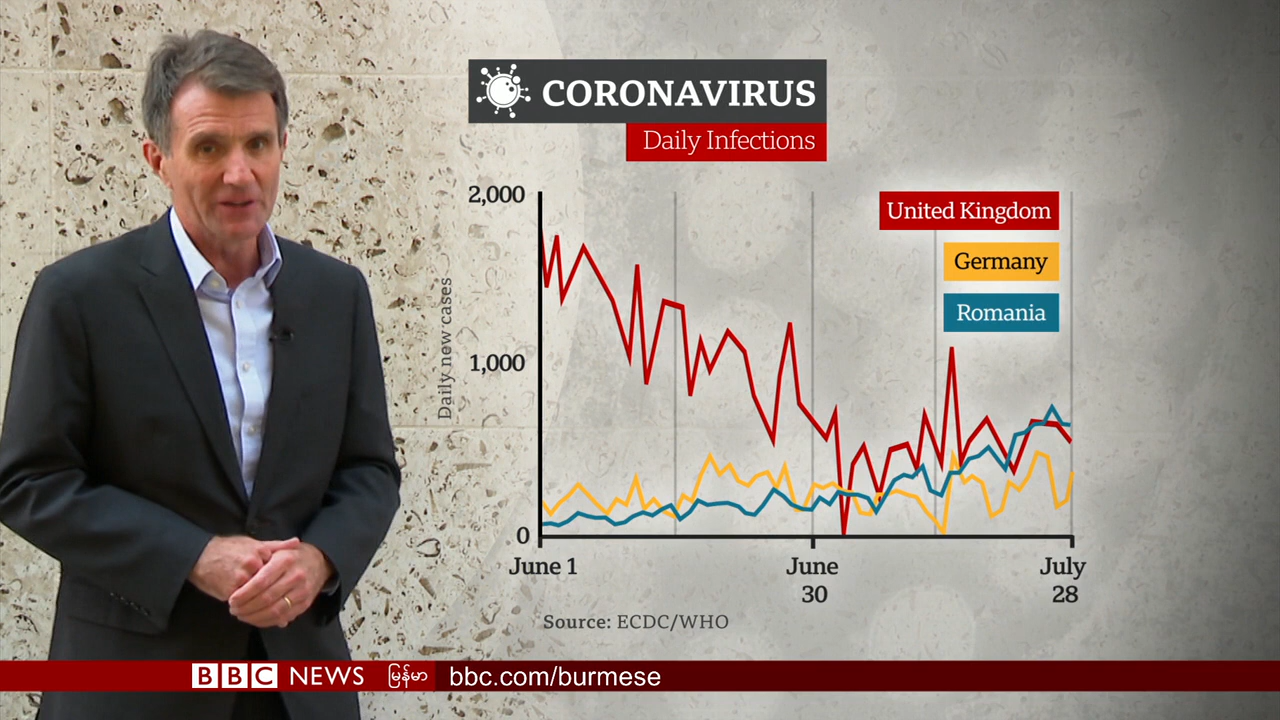 CORONAVIRUS
Daily Infections
2,000
1,000
0
Daily new cases
United Kingdom
Germany
Romania
June 1
June
30
July
28
Source: ECDC/WHO
BBC NEWS မြန်မာ bbc.com/burmese